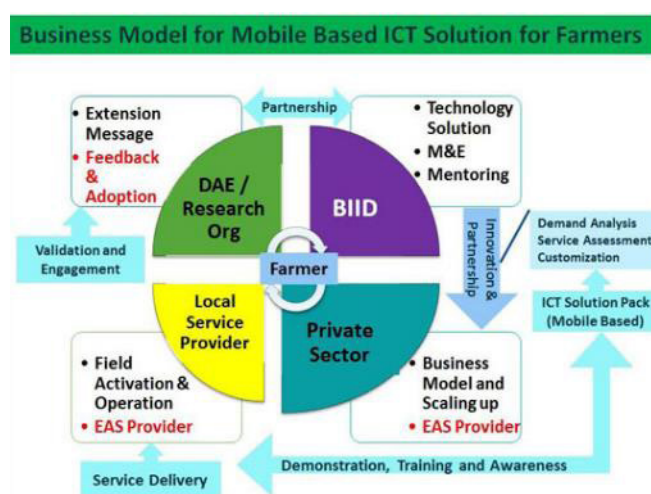 Business Model for Mobile Based ICT Solution for Farmers
• Extension
Message
• Feedback
&
Adoption
Partnership
• Technology
Solution
• M&E
• Mentoring
DAE /
Research
Org
BIID
Validation and
Engagement
Farmer
Innovation &
Partnership
Demand Analysis
Service Assessment
Customization
ICT Solution Pack
(Mobile Based)
Local
Service
Provider
Private
Sector
• Field
Activation &
Operation
• EAS Provider
• Business
Model and
Scaling up
• EAS Provider
Service Delivery
Demonstration, Training and Awareness